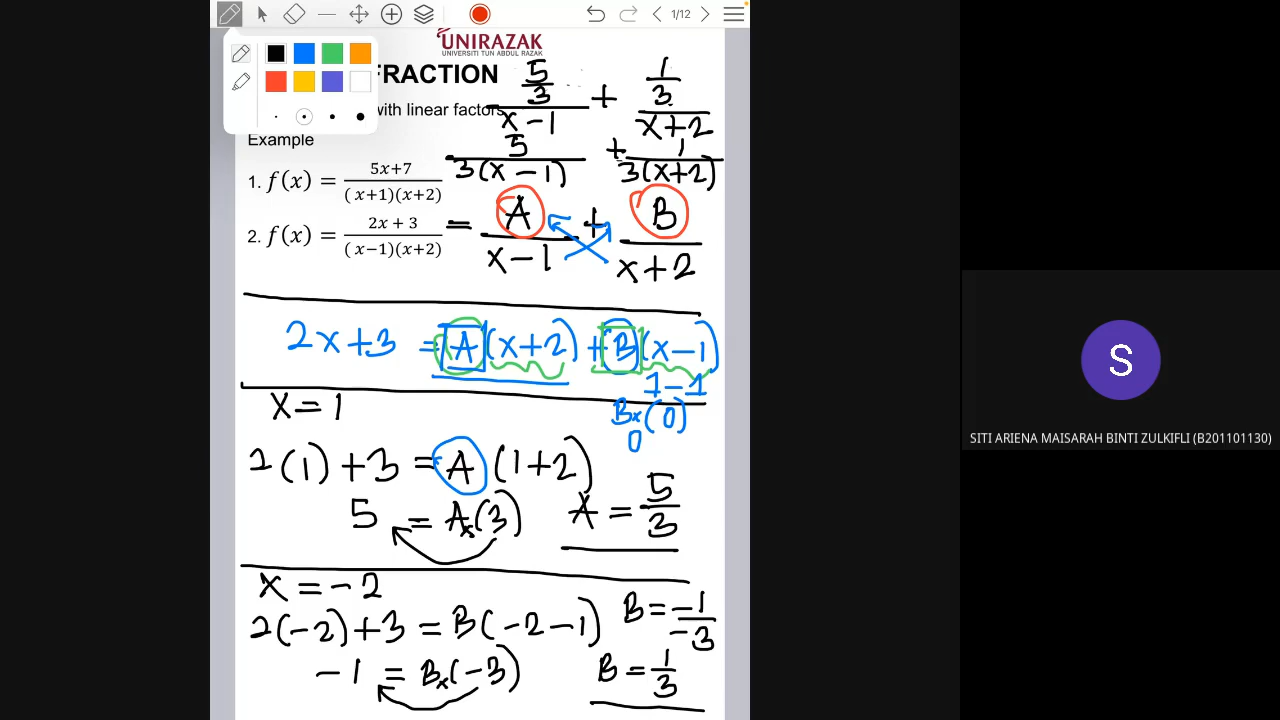 1/12
UNIRAZAK
UNIVERSITI TUN ABDUL RAZAK
FRACTION
with linear factors
5/3/(x-1) + 1/3/(x+2)
Example
5/3(x-1) + 1/3(x+2)
1. f(x) = 5x+7/(x+1)(x+2)
2. f(x) = 2x + 3/(x-1)(x+2) = A/x-1 + B/x+2
2x+3 = A(x+2) + B(x-1)
1-1
Bx(0)
0
x=1
2(1)+3 = A(1+2)
5 = Ax(3) A = 5/3
x = -2
2(-2)+3 = B(-2-1) B = -1/-3
-1 = Bx(-3) B = 1/3
S
SITI ARIENA MAISARAH BINTI ZULKIFLI (B201101130)